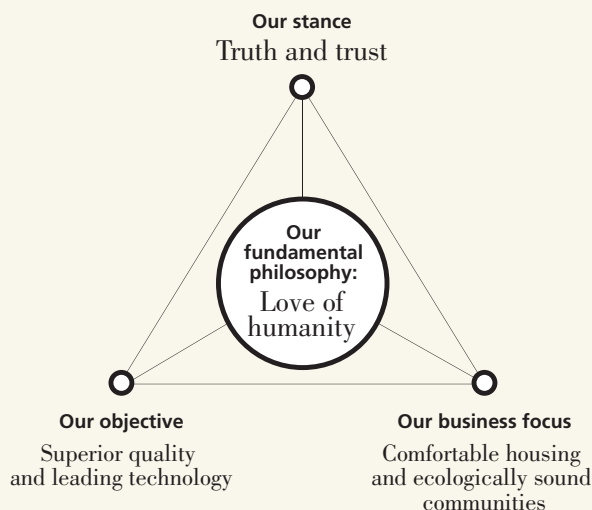 Our stance
Truth and trust
Our
fundamental
philosophy:
Love of
humanity
Our objective
Superior quality
and leading technology
Our business focus
Comfortable housing
and ecologically sound
communities